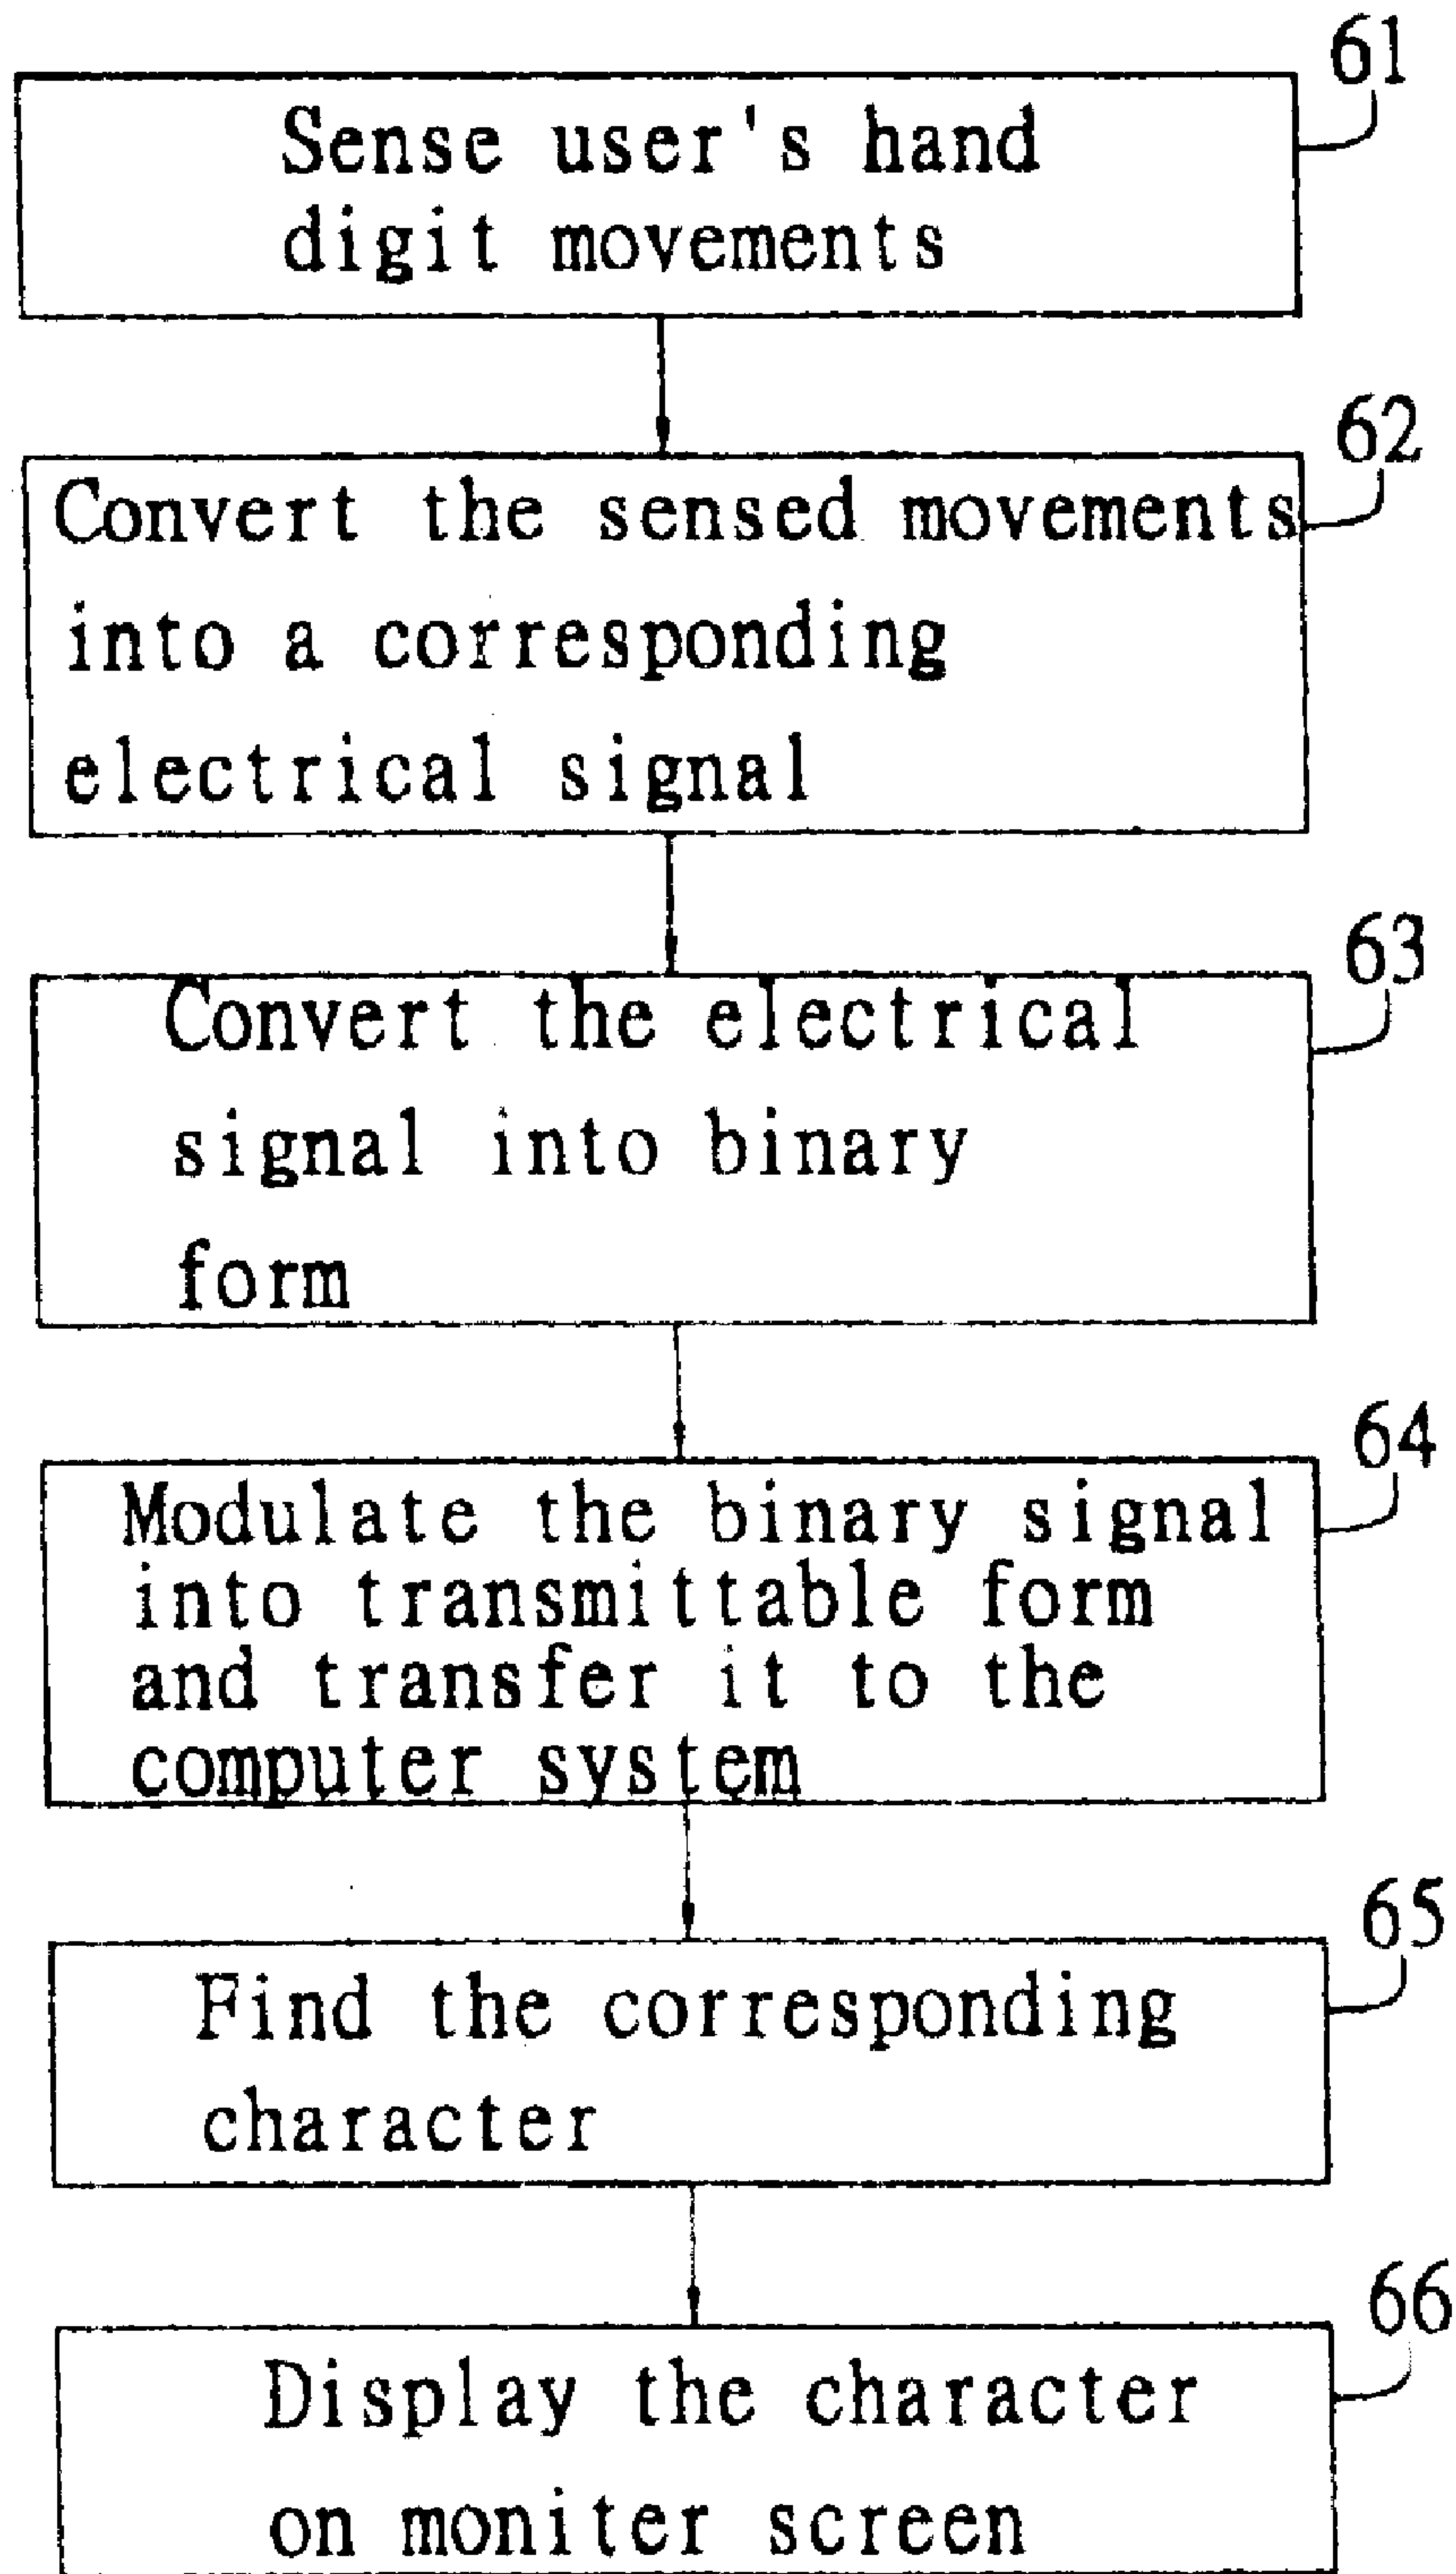 61
Sense user's hand
digit movements
62
Convert the sensed movements
into a corresponding
electrical signal
63
Convert the electrical
signal into binary
form
64
Modulate the binary signal
into transmittable form
and transfer it to the
computer system
65
Find the corresponding
character
66
Display the character
on moniter screen